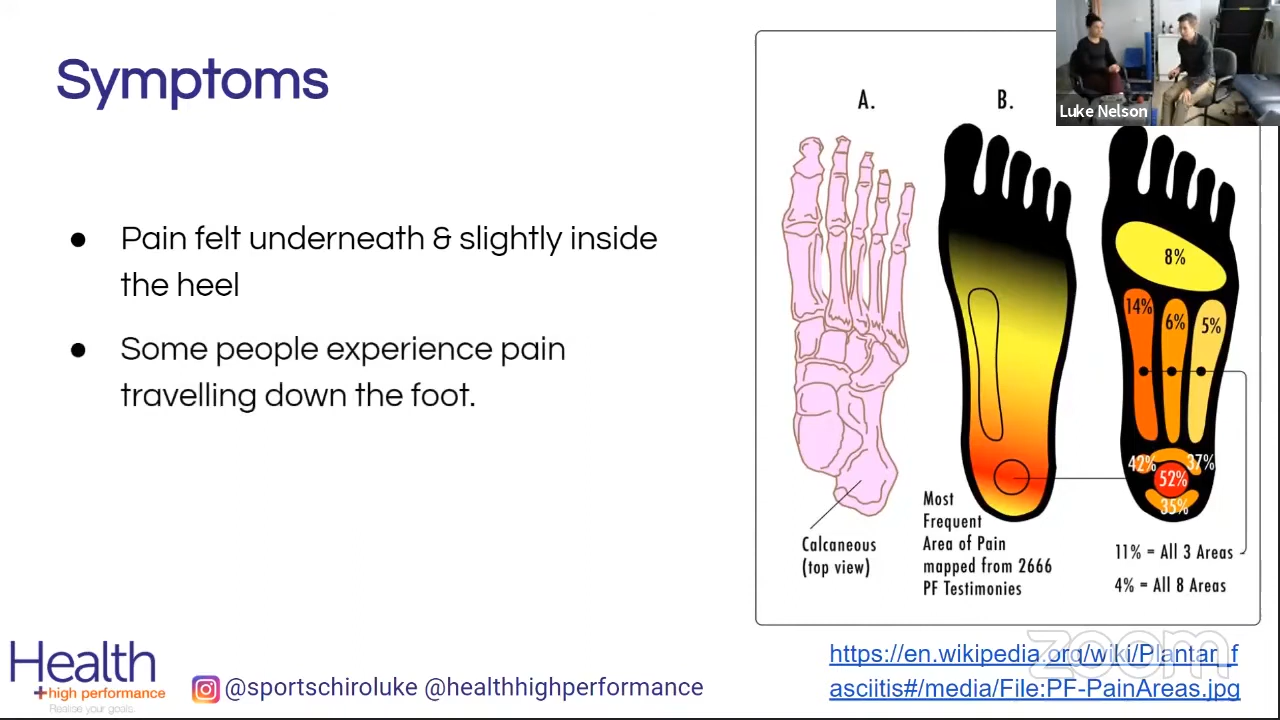 Symptoms
● Pain felt underneath & slightly inside
the heel
● Some people experience pain
travelling down the foot.
A.
B.
Luke Nelson
8%
14%
6%
5%
42%
37%
52%
35%
Most
Frequent
Area of Pain
mapped from 2666
PF Testimonies
Calcaneous
(top view)
11% = All 3 Areas
4% = All 8 Areas
Health
+high performance
Realise your goals.
@sportschiroluke @healthhighperformance
https://en.wikipedia.org/wiki/Plantar_f
asciitis#/media/File:PF-PainAreas.jpg
zoom